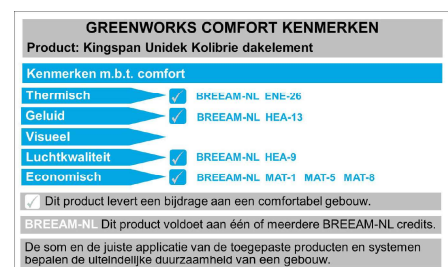 GREENWORKS COMFORT KENMERKEN
Product: Kingspan Unidek Kolibrie dakelement
Kenmerken m.b.t. comfort
Thermisch BREEAM-NL ENE-26
Geluid BREEAM-NL HEA-13
Visueel
Luchtkwaliteit BREEAM-NL HEA-9
Economisch BREEAM-NL MAT-1 MAT-5 MAT-8
Dit product levert een bijdrage aan een comfortabel gebouw.
BREEAM-NL Dit product voldoet aan één of meerdere BREEAM-NL credits.
De som en de juiste applicatie van de toegepaste producten en systemen
bepalen de uiteindelijke duurzaamheid van een gebouw.